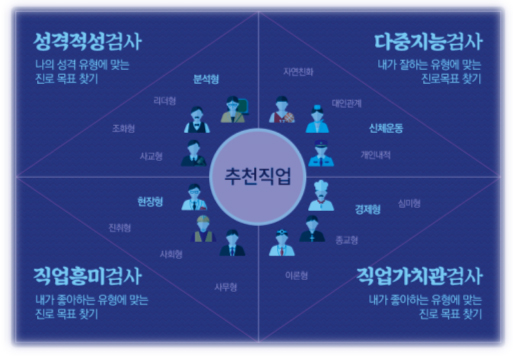 성격적성검사
나의 성격 유형에 맞는
진로 목표 찾기
다중지능검사
내가 잘하는 유형에 맞는
진로목표 찾기
분석형
리더형
조화형
사교형
자연친화
대인관계
신체운동
개인내적
추천직업
현장형
진취형
사회형
사무형
경제형
심미형
종교형
이론형
직업흥미검사
내가 좋아하는 유형에 맞는
진로 목표 찾기
직업가치관검사
내가 좋아하는 유형에 맞는
진로 목표 찾기